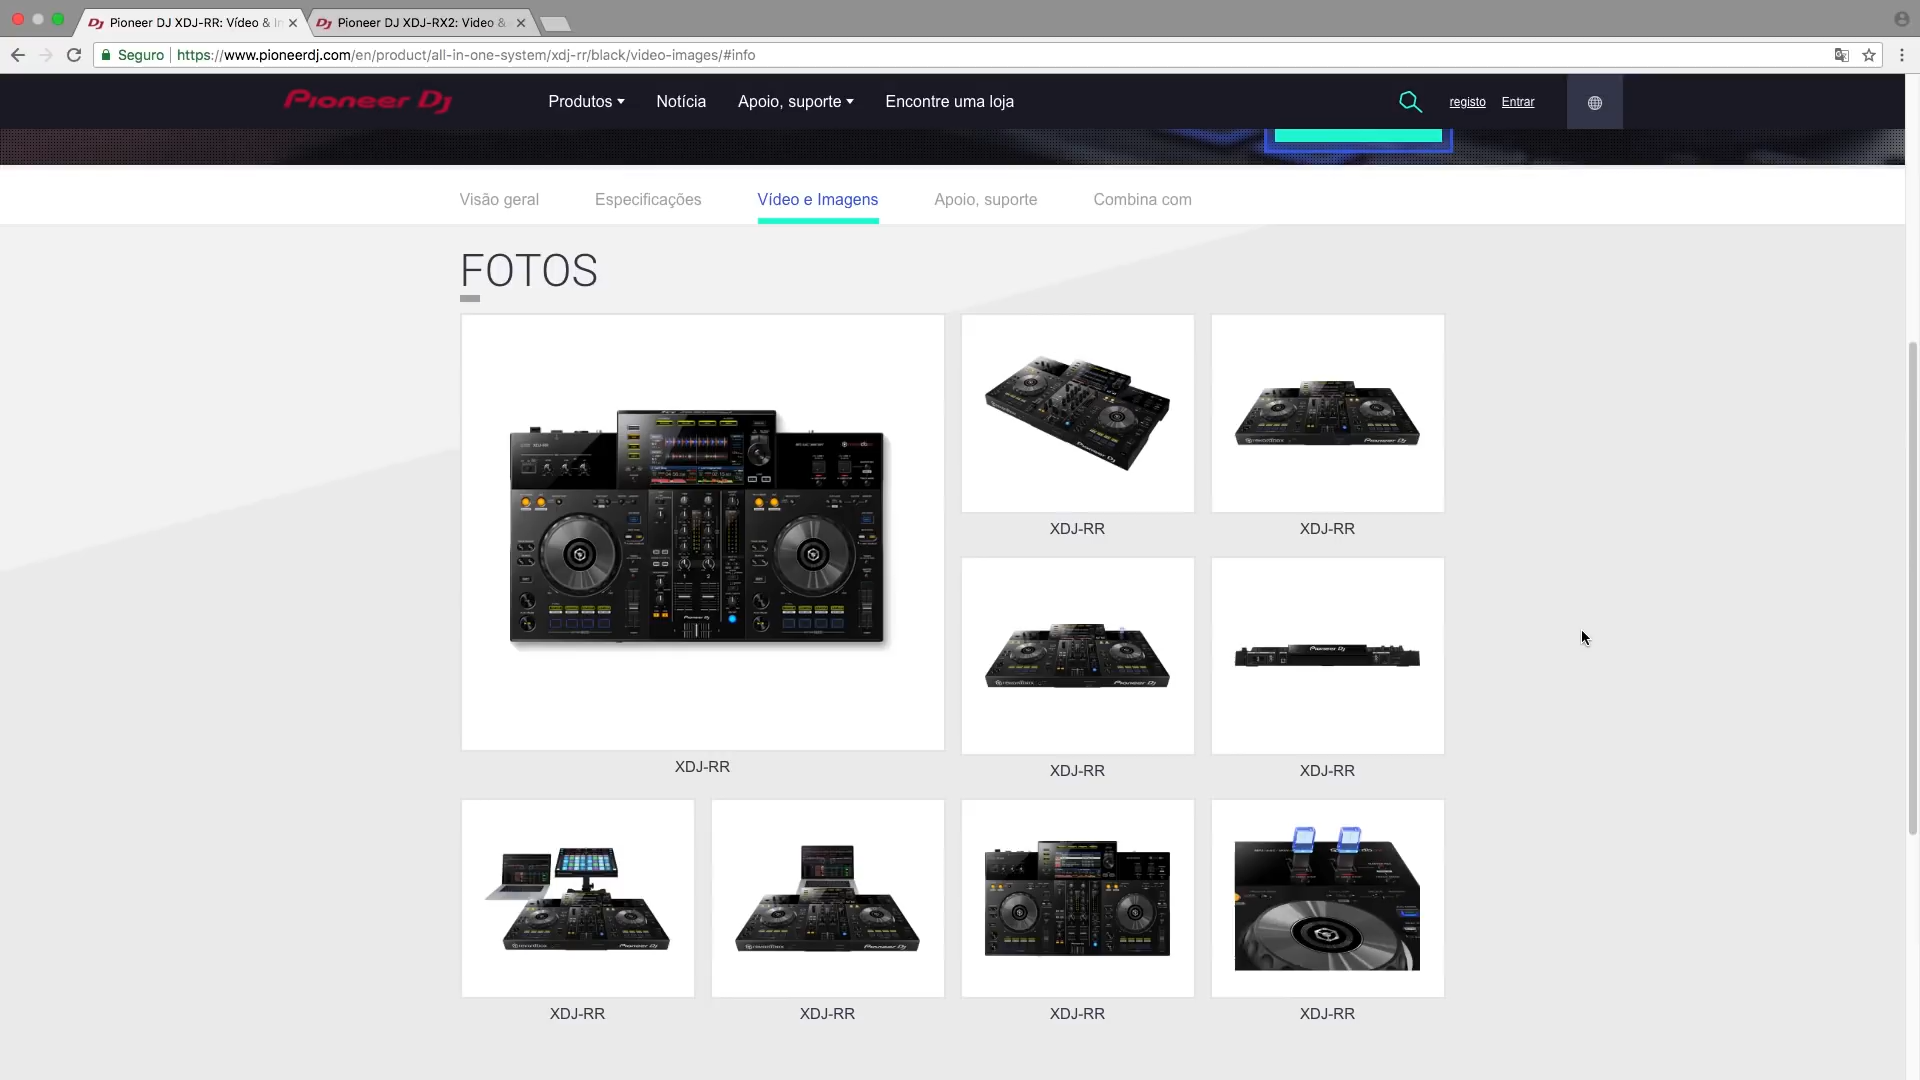 Pioneer DJ XDJ-RR: Vídeo & In
Pioneer DJ XDJ-RX2: Video &
Seguro
https://www.pioneerdj.com/en/product/all-in-one-system/xdj-rr/black/video-images/#info
Pioneer Dj
Produtos
Notícia
Apoio, suporte
Encontre uma loja
registo
Entrar
Visão geral
Especificações
Vídeo e Imagens
Apoio, suporte
Combina com
FOTOS
XDJ-RR
XDJ-RR
XDJ-RR
XDJ-RR
XDJ-RR
XDJ-RR
XDJ-RR
XDJ-RR
XDJ-RR